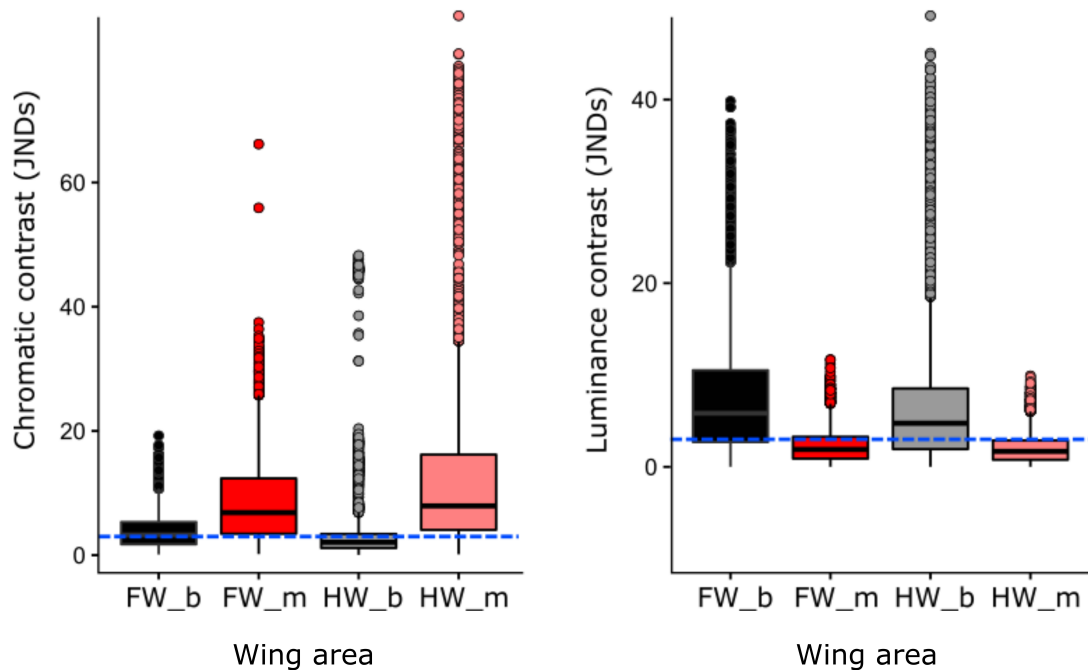 Chromatic contrast (JNDs)
60
40
20
0
FW_b FW_m HW_b HW_m
Wing area
Luminance contrast (JNDs)
40
20
0
FW_b FW_m HW_b HW_m
Wing area